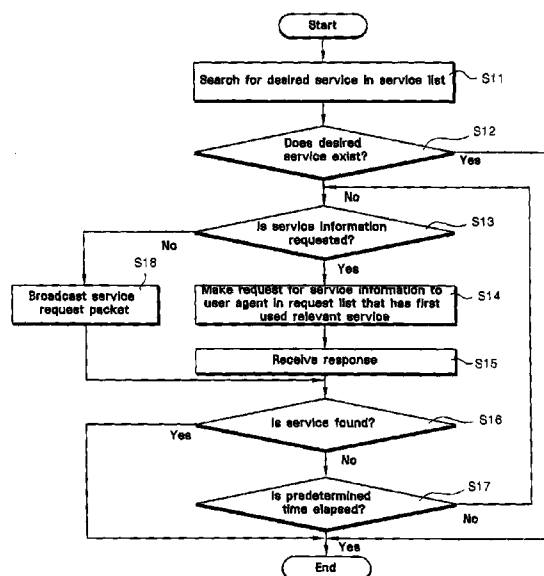 Start
Search for desired service in service list
S11
Does desired
service exist?
S12
Yes
No
Is service information
requested?
S13
No
S18
Yes
Broadcast service
request packet
Make request for service information to
user agent in request list that has first
used relevant service
S14
Receive response
S15
Is service found?
S16
Yes
No
Is predetermined
time elapsed?
S17
No
Yes
End